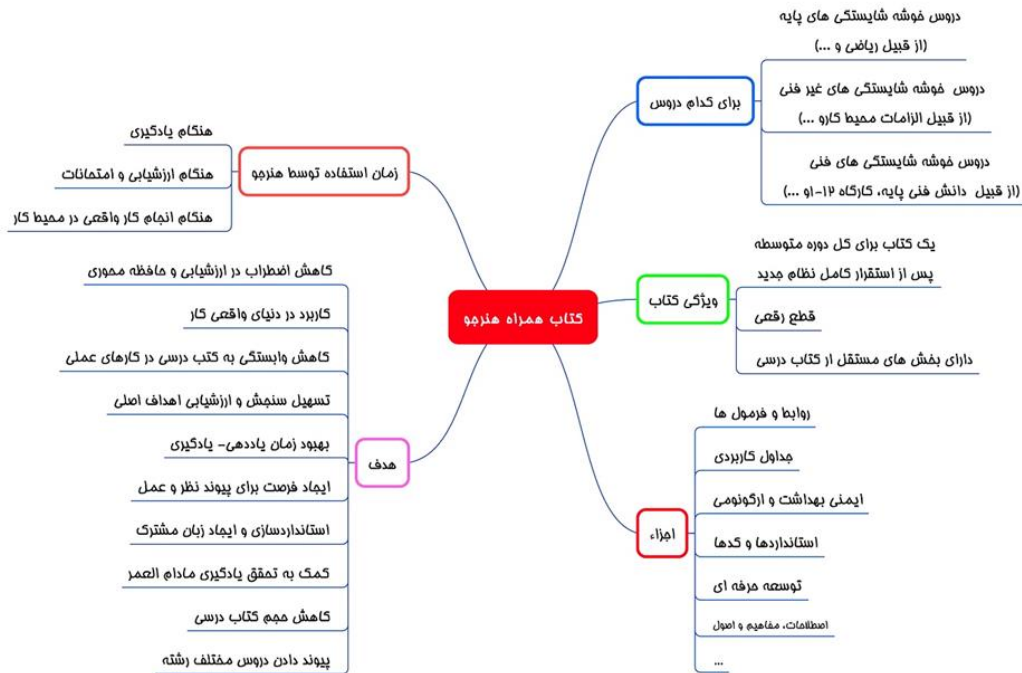 کتاب همراه هنرجو
برای کدام دروس
دروس خوشه شایستگی های پایه
(از قبیل ریاضی و ...)
دروس خوشه شایستگی های غیر فنی
(از قبیل الزامات محیط کارو ...)
دروس خوشه شایستگی های فنی
(از قبیل دانش فنی پایه، کارگاه ۱۲-۱و ...)
ویژگی کتاب
یک کتاب برای کل دوره متوسطه
پس از استقرار کامل نظام جدید
قطع رقعی
دارای بخش های مستقل از کتاب درسی
اجزاء
روابط و فرمول ها
جداول کاربردی
ایمنی بهداشت و ارگونومی
استانداردها و کدها
توسعه حرفه ای
اصطلاحات، مفاهیم و اصول
...
زمان استفاده توسط هنرجو
هنگام یادگیری
هنگام ارزشیابی و امتحانات
هنگام انجام کار واقعی در محیط کار
هدف
کاهش اضطراب در ارزشیابی و حافظه محوری
کاربرد در دنیای واقعی کار
کاهش وابستگی به کتب درسی در کارهای عملی
تسهیل سنجش و ارزشیابی اهداف اصلی
بهبود زمان یاددهی- یادگیری
ایجاد فرصت برای پیوند نظر و عمل
استانداردسازی و ایجاد زبان مشترک
کمک به تحقق یادگیری مادام العمر
کاهش حجم کتاب درسی
پیوند دادن دروس مختلف رشته